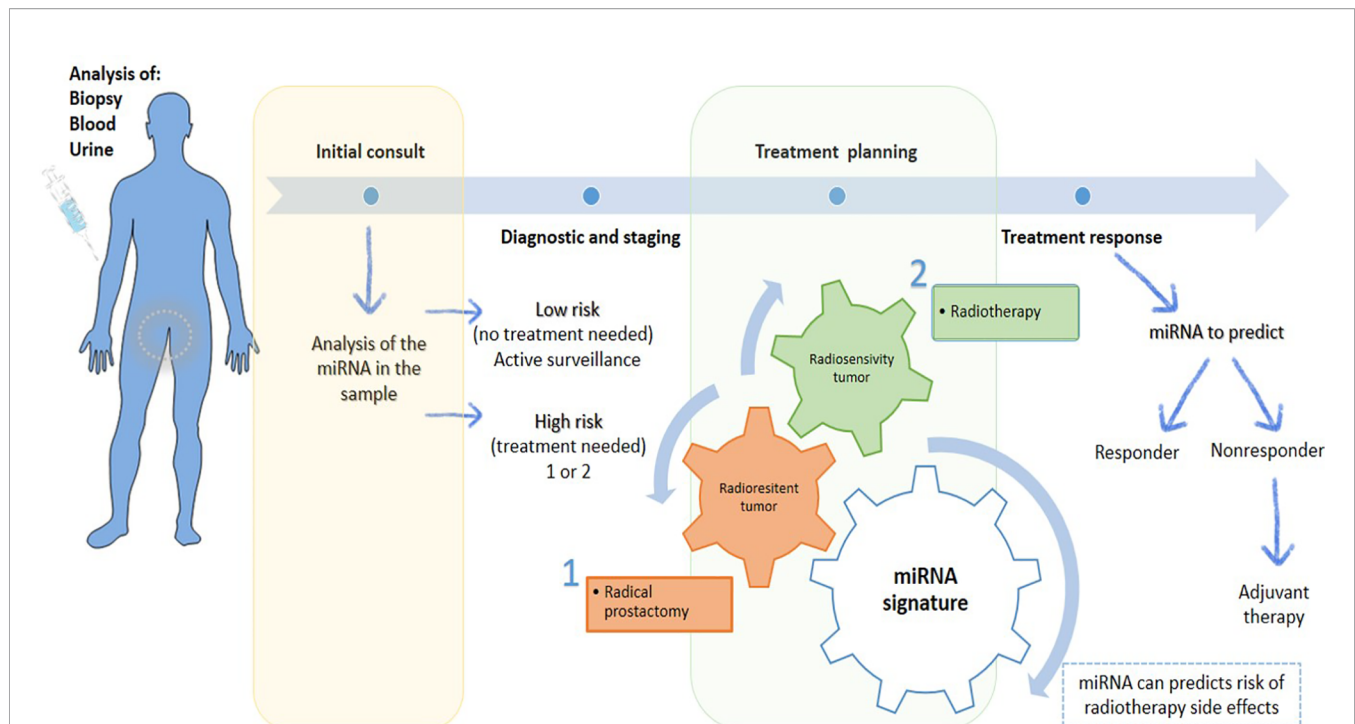 Analysis of:
Biopsy
Blood
Urine
Initial consult
Treatment planning
Diagnostic and staging
Treatment response
Analysis of the
miRNA in the
sample
Low risk
(no treatment needed)
Active surveillance
High risk
(treatment needed)
1 or 2
2
• Radiotherapy
Radiosensivity
tumor
Radioresitent
tumor
1
• Radical
prostactomy
miRNA
signature
miRNA to predict
Responder
Nonresponder
Adjuvant
therapy
miRNA can predicts risk of
radiotherapy side effects